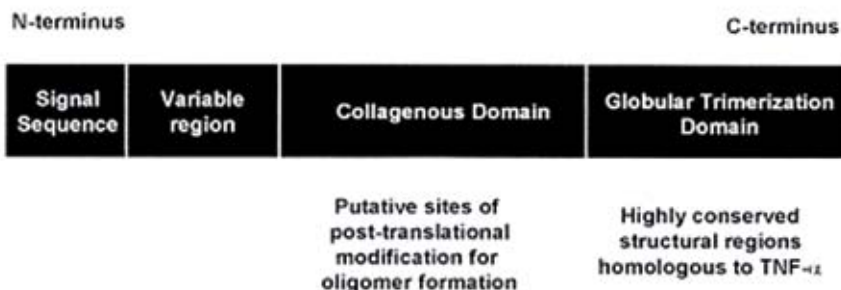 N-terminus
C-terminus
Signal Sequence
Variable region
Collagenous Domain
Globular Trimerization Domain
Putative sites of
post-translational
modification for
oligomer formation
Highly conserved
structural regions
homologous to TNF-α